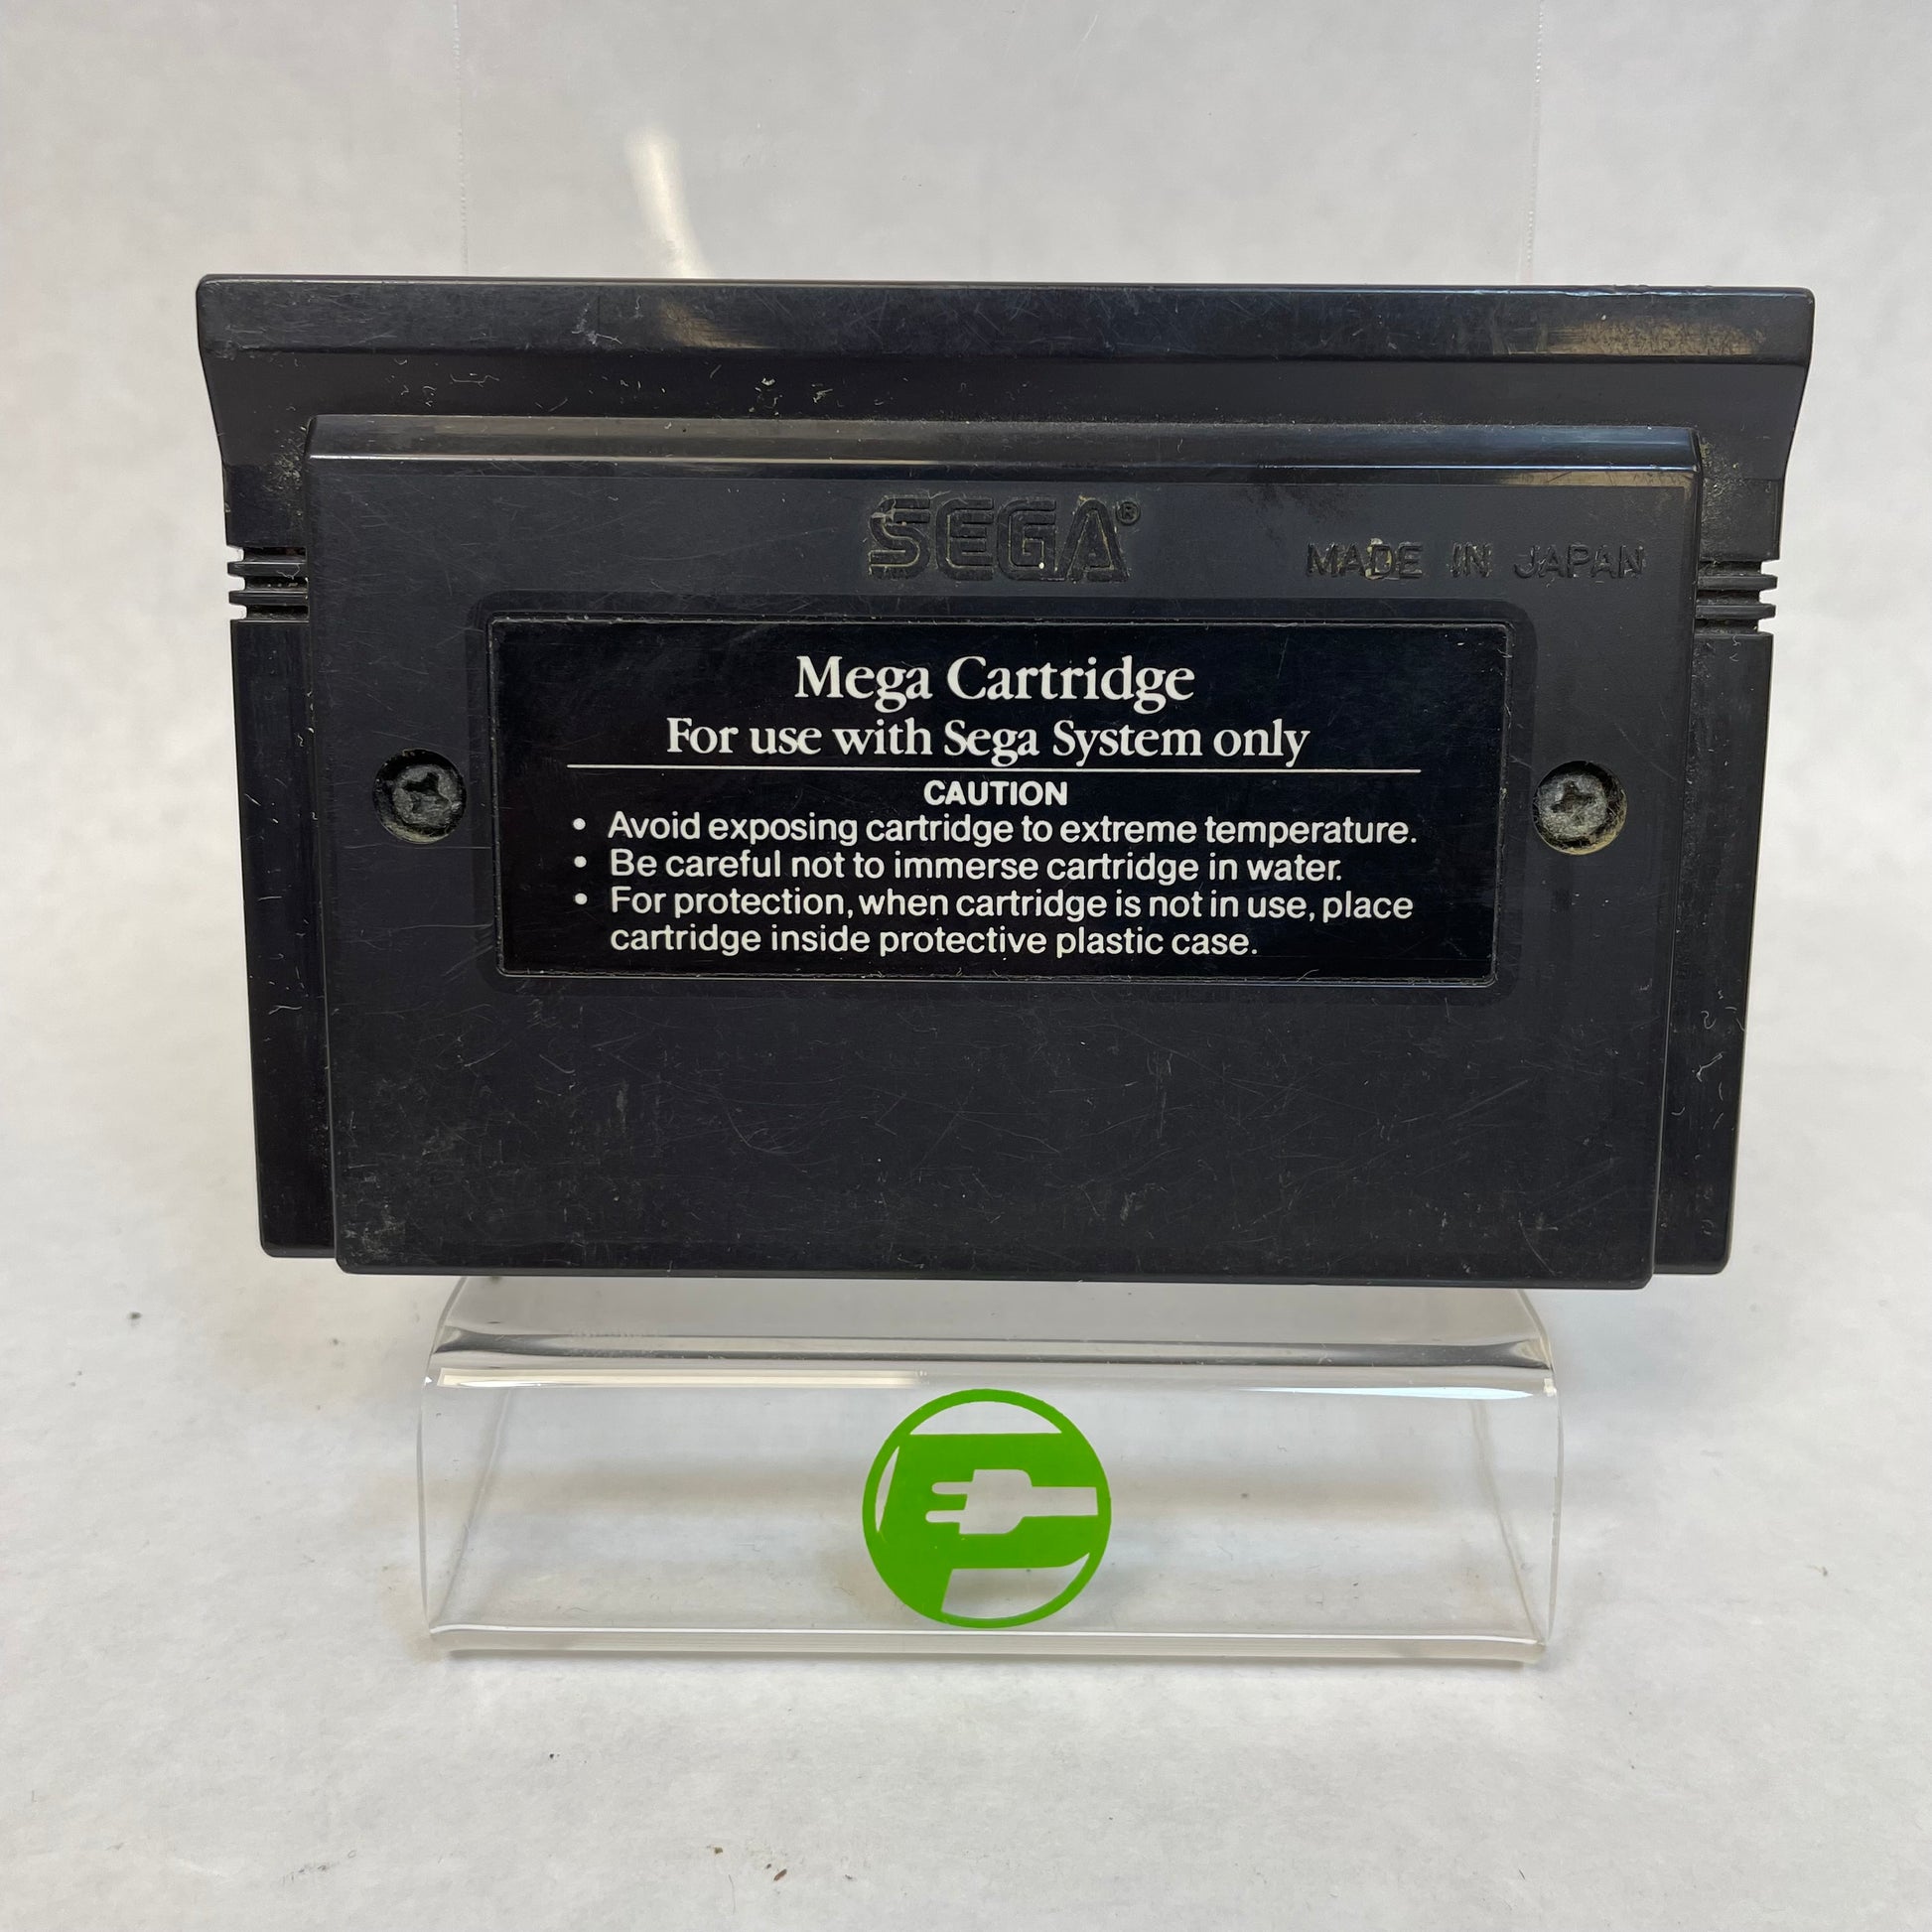 SEGA®
MADE IN JAPAN
Mega Cartridge
For use with Sega System only
CAUTION
• Avoid exposing cartridge to extreme temperature.
• Be careful not to immerse cartridge in water.
• For protection, when cartridge is not in use, place
cartridge inside protective plastic case.